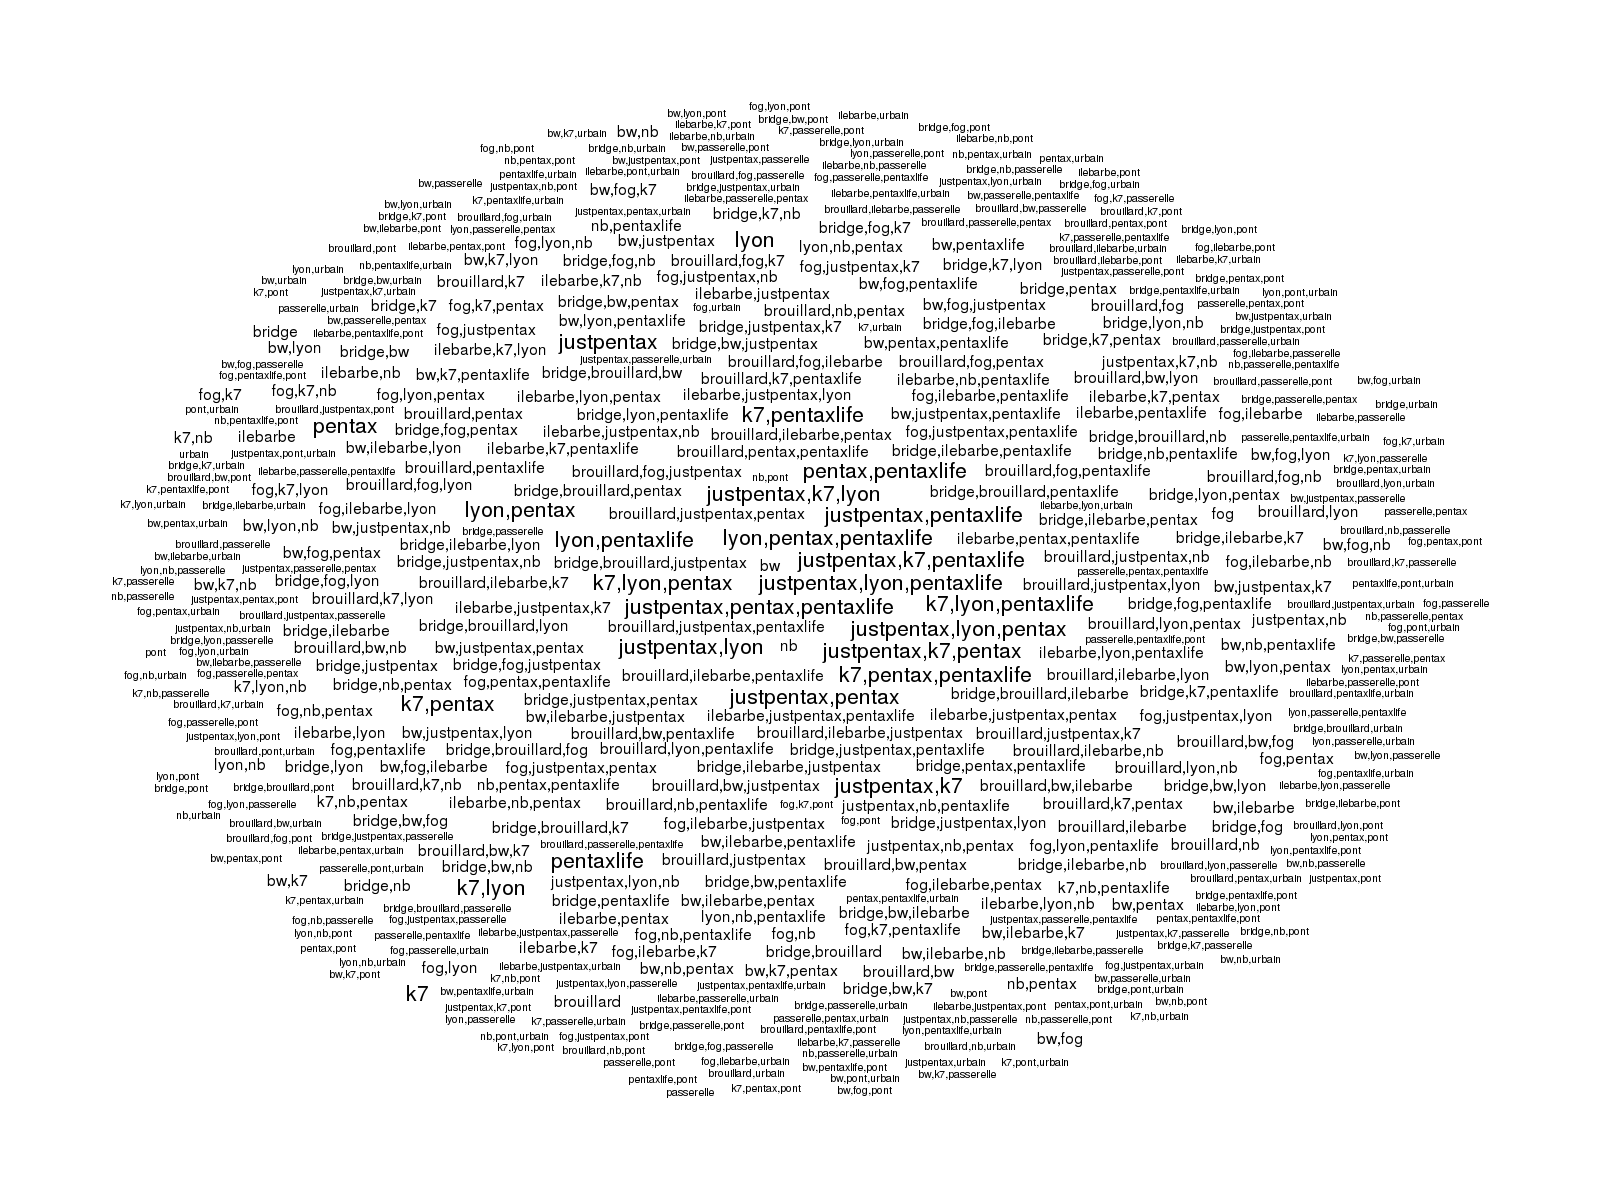 fog,lyon,pont
bw,lyon,pont
bridge,bw,pont
ilebarbe,urbain
ilebarbe,k7,pont
bw,k7,urbain
bw,nb
k7,passerelle,pont
bridge,fog,pont
ilebarbe,nb,urbain
bridge,lyon,urbain
ilebarbe,nb,pont
fog,nb,pont
bridge,nb,urbain
bw,passerelle,pont
lyon,passerelle,pont
nb,pentax,urbain
pentax,urbain
nb,pentax,pont
bw,justpentax,pont
justpentax,passerelle
ilebarbe,nb,passerelle
bridge,nb,passerelle
ilebarbe,pont
pentaxlife,urbain
ilebarbe,pont,urbain
brouillard,fog,passerelle
fog,passerelle,pentaxlife
justpentax,lyon,urbain
bridge,fog,urbain
bw,passerelle
justpentax,nb,pont
bw,fog,k7
bridge,justpentax,urbain
ilebarbe,pentaxlife,urbain
bw,passerelle,pentaxlife
fog,k7,passerelle
bw,lyon,urbain
k7,pentaxlife,urbain
ilebarbe,passerelle,pentax
bridge,k7,pont
brouillard,fog,urbain
justpentax,pentax,urbain
bridge,k7,nb
brouillard,ilebarbe,passerelle
brouillard,bw,passerelle
brouillard,k7,pont
bw,ilebarbe,pont
lyon,passerelle,pentax
nb,pentaxlife
bridge,fog,k7
brouillard,passerelle,pentax
brouillard,pentax,pont
bridge,lyon,pont
brouillard,pont
ilebarbe,pentax,pont
fog,lyon,nb
bw,justpentax
lyon
lyon,nb,pentax
bw,pentaxlife
k7,passerelle,pentaxlife
brouillard,ilebarbe,urbain
fog,ilebarbe,pont
lyon,urbain
nb,pentaxlife,urbain
bw,k7,lyon
bridge,fog,nb
brouillard,fog,k7
fog,justpentax,k7
bridge,k7,lyon
brouillard,ilebarbe,pont
ilebarbe,k7,urbain
justpentax,passerelle,pont
bw,urbain
bridge,bw,urbain
brouillard,k7
ilebarbe,k7,nb
fog,justpentax,nb
bw,fog,pentaxlife
bridge,pentax
bridge,pentaxlife,urbain
bridge,pentax,pont
lyon,pont,urbain
k7,pont
justpentax,k7,urbain
passerelle,urbain
bridge,k7
fog,k7,pentax
bridge,bw,pentax
ilebarbe,justpentax
fog,urbain
brouillard,nb,pentax
bw,fog,justpentax
brouillard,fog
passerelle,pentax,pont
bw,justpentax,urbain
bw,passerelle,pentax
bridge
ilebarbe,pentaxlife,pont
fog,justpentax
bw,lyon,pentaxlife
bridge,justpentax,k7
k7,urbain
bridge,fog,ilebarbe
bridge,lyon,nb
bridge,justpentax,pont
bw,lyon
bridge,bw
ilebarbe,k7,lyon
justpentax
bridge,bw,justpentax
bw,pentax,pentaxlife
bridge,k7,pentax
brouillard,passerelle,urbain
fog,ilebarbe,passerelle
bw,fog,passerelle
justpentax,passerelle,urbain
brouillard,fog,ilebarbe
brouillard,fog,pentax
justpentax,k7,nb
nb,passerelle,pentaxlife
fog,pentaxlife,pont
ilebarbe,nb
bw,k7,pentaxlife
bridge,brouillard,bw
brouillard,k7,pentaxlife
ilebarbe,nb,pentaxlife
brouillard,bw,lyon
brouillard,passerelle,pont
bw,fog,urbain
fog,k7
fog,k7,nb
fog,lyon,pentax
ilebarbe,lyon,pentax
ilebarbe,justpentax,lyon
fog,ilebarbe,pentaxlife
ilebarbe,k7,pentax
bridge,passerelle,pentax
bridge,urbain
pont,urbain
brouillard,justpentax,pont
brouillard,pentax
bridge,lyon,pentaxlife
k7,pentaxlife
bw,justpentax,pentaxlife
ilebarbe,pentaxlife
fog,ilebarbe
ilebarbe,passerelle
nb,pentaxlife,pont
pentax
bridge,fog,pentax
ilebarbe,justpentax,nb
brouillard,ilebarbe,pentax
fog,justpentax,pentaxlife
bridge,brouillard,nb
passerelle,pentaxlife,urbain
fog,k7,urbain
k7,nb
ilebarbe
urbain
justpentax,pont,urbain
bw,ilebarbe,lyon
ilebarbe,k7,pentaxlife
brouillard,pentax,pentaxlife
bridge,ilebarbe,pentaxlife
bridge,nb,pentaxlife
bw,fog,lyon
k7,lyon,passerelle
bridge,k7,urbain
ilebarbe,passerelle,pentaxlife
brouillard,pentaxlife
brouillard,fog,justpentax
nb,pont
pentax,pentaxlife
brouillard,fog,pentaxlife
brouillard,fog,nb
bridge,pentax,urbain
brouillard,bw,pont
brouillard,lyon,urbain
k7,pentaxlife,pont
fog,k7,lyon
brouillard,fog,lyon
bridge,brouillard,pentax
justpentax,k7,lyon
bridge,brouillard,pentaxlife
bridge,lyon,pentax
bw,justpentax,passerelle
k7,lyon,urbain
bridge,ilebarbe,urbain
fog,ilebarbe,lyon
lyon,pentax
brouillard,justpentax,pentax
justpentax,pentaxlife
ilebarbe,lyon,urbain
bridge,ilebarbe,pentax
fog
brouillard,lyon
passerelle,pentax
bw,pentax,urbain
bw,lyon,nb
bw,justpentax,nb
bridge,passerelle
lyon,pentaxlife
lyon,pentax,pentaxlife
ilebarbe,pentax,pentaxlife
bridge,ilebarbe,k7
brouillard,nb,passerelle
bw,fog,nb
fog,pentax,pont
brouillard,passerelle
bw,ilebarbe,urbain
bw,fog,pentax
bridge,ilebarbe,lyon
bridge,justpentax,nb
bridge,brouillard,justpentax
bw
justpentax,k7,pentaxlife
brouillard,justpentax,nb
fog,ilebarbe,nb
brouillard,k7,passerelle
lyon,nb,passerelle
justpentax,passerelle,pentax
passerelle,pentax,pentaxlife
k7,passerelle
bw,k7,nb
bridge,fog,lyon
brouillard,ilebarbe,k7
k7,lyon,pentax
justpentax,lyon,pentaxlife
brouillard,justpentax,lyon
bw,justpentax,k7
pentaxlife,pont,urbain
nb,passerelle
justpentax,pentax,pont
brouillard,k7,lyon
ilebarbe,justpentax,k7
justpentax,pentax,pentaxlife
k7,lyon,pentaxlife
bridge,fog,pentaxlife
brouillard,justpentax,urbain
fog,passerelle
fog,pentax,urbain
brouillard,justpentax,passerelle
justpentax,nb,urbain
bridge,ilebarbe
bridge,brouillard,lyon
brouillard,justpentax,pentaxlife
justpentax,lyon,pentax
brouillard,lyon,pentax
justpentax,nb
nb,passerelle,pentax
fog,pont,urbain
bridge,lyon,passerelle
passerelle,pentaxlife,pont
bridge,bw,passerelle
pont
fog,lyon,urbain
brouillard,bw,nb
bw,justpentax,pentax
justpentax,lyon
nb
justpentax,k7,pentax
ilebarbe,lyon,pentaxlife
bw,nb,pentaxlife
k7,passerelle,pentax
bw,ilebarbe,passerelle
bridge,justpentax
bridge,fog,justpentax
bw,lyon,pentax
lyon,pentax,urbain
fog,nb,urbain
fog,passerelle,pentax
brouillard,ilebarbe,pentaxlife
k7,pentax,pentaxlife
brouillard,ilebarbe,lyon
ilebarbe,passerelle,pont
k7,nb,passerelle
k7,lyon,nb
bridge,nb,pentax
fog,pentax,pentaxlife
bridge,brouillard,ilebarbe
bridge,k7,pentaxlife
brouillard,pentaxlife,urbain
brouillard,k7,urbain
fog,nb,pentax
k7,pentax
bridge,justpentax,pentax
justpentax,pentax
fog,passerelle,pont
bw,ilebarbe,justpentax
ilebarbe,justpentax,pentaxlife
ilebarbe,justpentax,pentax
fog,justpentax,lyon
lyon,passerelle,pentaxlife
justpentax,lyon,pont
ilebarbe,lyon
bw,justpentax,lyon
brouillard,bw,pentaxlife
brouillard,ilebarbe,justpentax
brouillard,justpentax,k7
brouillard,bw,fog
bridge,brouillard,urbain
lyon,passerelle,urbain
brouillard,pont,urbain
fog,pentaxlife
bridge,brouillard,fog
brouillard,lyon,pentaxlife
bridge,justpentax,pentaxlife
brouillard,ilebarbe,nb
fog,pentax
bw,lyon,passerelle
lyon,nb
bridge,lyon
bw,fog,ilebarbe
fog,justpentax,pentax
bridge,ilebarbe,justpentax
bridge,pentax,pentaxlife
brouillard,lyon,nb
fog,pentaxlife,urbain
lyon,pont
bridge,pont
bridge,brouillard,pont
brouillard,k7,nb
nb,pentax,pentaxlife
brouillard,bw,justpentax
justpentax,k7
brouillard,bw,ilebarbe
bridge,bw,lyon
ilebarbe,lyon,passerelle
fog,lyon,passerelle
k7,nb,pentax
ilebarbe,nb,pentax
brouillard,nb,pentaxlife
fog,k7,pont
justpentax,nb,pentaxlife
brouillard,k7,pentax
bw,ilebarbe
bridge,ilebarbe,pont
nb,urbain
brouillard,bw,urbain
bridge,bw,fog
bridge,brouillard,k7
fog,ilebarbe,justpentax
fog,pont
bridge,justpentax,lyon
brouillard,ilebarbe
bridge,fog
brouillard,lyon,pont
brouillard,fog,pont
bridge,justpentax,passerelle
lyon,pentax,pont
ilebarbe,pentax,urbain
brouillard,bw,k7
brouillard,passerelle,pentaxlife
bw,ilebarbe,pentaxlife
justpentax,nb,pentax
fog,lyon,pentaxlife
brouillard,nb
lyon,pentaxlife,pont
bw,pentax,pont
passerelle,pont,urbain
bridge,bw,nb
pentaxlife
brouillard,justpentax
brouillard,bw,pentax
bridge,ilebarbe,nb
brouillard,lyon,passerelle
bw,nb,passerelle
bw,k7
bridge,nb
k7,lyon
justpentax,lyon,nb
bridge,bw,pentaxlife
fog,ilebarbe,pentax
k7,nb,pentaxlife
brouillard,pentax,urbain
justpentax,pont
k7,pentax,urbain
bridge,brouillard,passerelle
bridge,pentaxlife
bw,ilebarbe,pentax
pentax,pentaxlife,urbain
ilebarbe,lyon,nb
bw,pentax
bridge,pentaxlife,pont
ilebarbe,lyon,pont
fog,nb,passerelle
fog,justpentax,passerelle
ilebarbe,pentax
lyon,nb,pentaxlife
bridge,bw,ilebarbe
justpentax,passerelle,pentaxlife
pentax,pentaxlife,pont
lyon,nb,pont
passerelle,pentaxlife
ilebarbe,justpentax,passerelle
fog,nb,pentaxlife
fog,nb
fog,k7,pentaxlife
bw,ilebarbe,k7
justpentax,k7,passerelle
bridge,nb,pont
pentax,pont
fog,passerelle,urbain
ilebarbe,k7
fog,ilebarbe,k7
bridge,brouillard
bw,ilebarbe,nb
bridge,ilebarbe,passerelle
bridge,k7,passerelle
lyon,nb,urbain
bw,k7,pont
fog,lyon
ilebarbe,justpentax,urbain
bw,nb,pentax
bw,k7,pentax
brouillard,bw
bridge,passerelle,pentaxlife
fog,justpentax,urbain
bw,nb,urbain
k7,nb,pont
justpentax,lyon,passerelle
justpentax,pentaxlife,urbain
bridge,bw,k7
nb,pentax
bw,passerelle,urbain
bridge,pont,urbain
k7
bw,pentaxlife,urbain
brouillard
ilebarbe,passerelle,urbain
bw,pont
bw,nb,pont
justpentax,k7,pont
justpentax,pentaxlife,pont
bridge,passerelle,urbain
ilebarbe,justpentax,pont
pentax,pont,urbain
lyon,passerelle
k7,passerelle,urbain
bridge,passerelle,pont
passerelle,pentax,urbain
justpentax,nb,passerelle
nb,passerelle,pont
k7,nb,urbain
nb,pont,urbain
fog,justpentax,pont
brouillard,pentaxlife,pont
lyon,pentaxlife,urbain
k7,lyon,pont
brouillard,nb,pont
bridge,fog,passerelle
ilebarbe,k7,passerelle
brouillard,nb,urbain
bw,fog
nb,passerelle,urbain
passerelle,pont
fog,ilebarbe,urbain
bw,pentaxlife,pont
justpentax,urbain
k7,pont,urbain
pentaxlife,pont
brouillard,urbain
bw,pont,urbain
bw,k7,passerelle
passerelle
k7,pentax,pont
bw,fog,pont